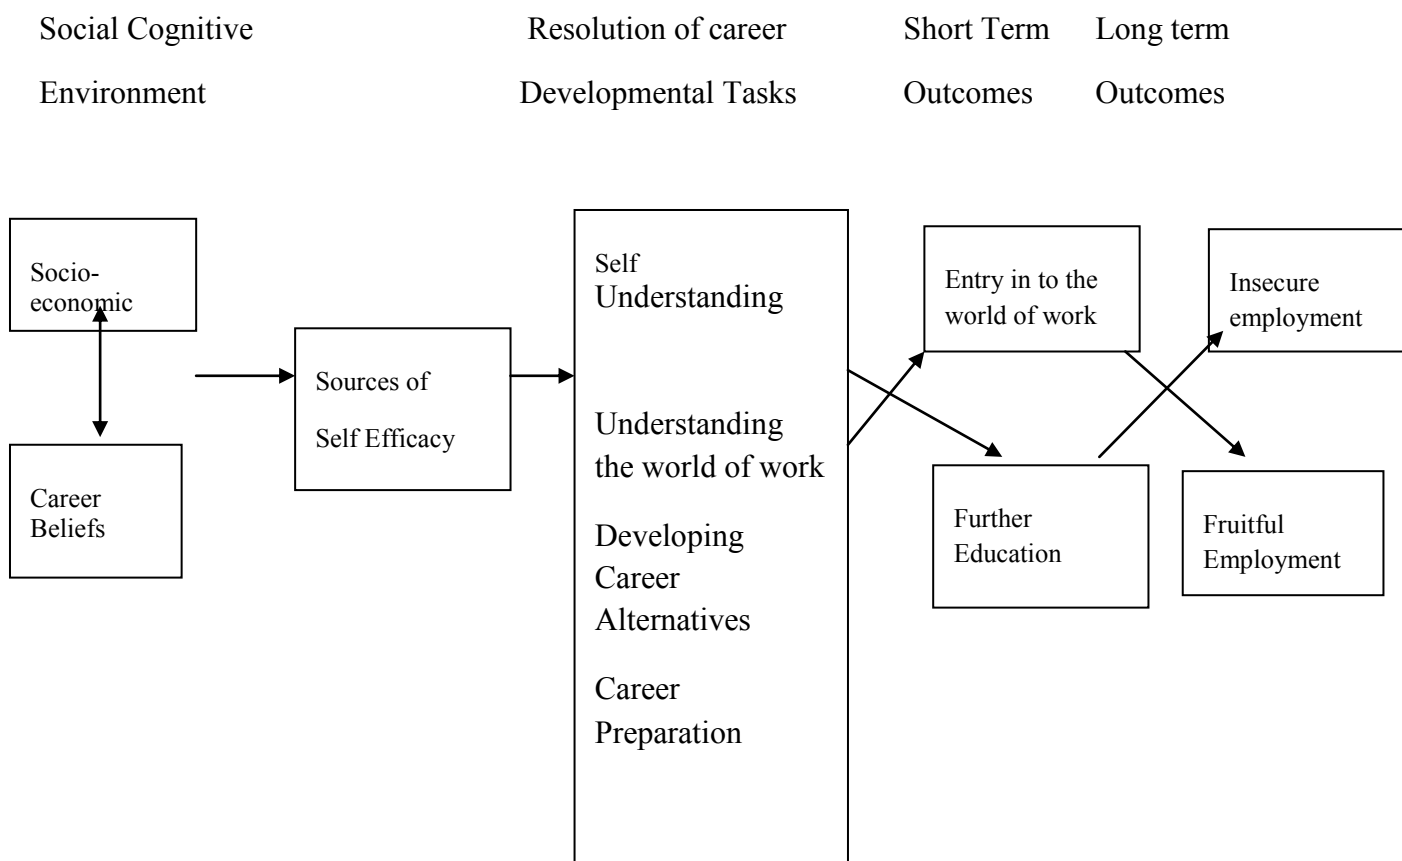 Social Cognitive
Environment
Resolution of career
Developmental Tasks
Short Term
Outcomes
Long term
Outcomes
Socio-
economic
Career
Beliefs
Sources of
Self Efficacy
Self
Understanding
Understanding
the world of work
Developing
Career
Alternatives
Career
Preparation
Entry in to the
world of work
Further
Education
Insecure
employment
Fruitful
Employment